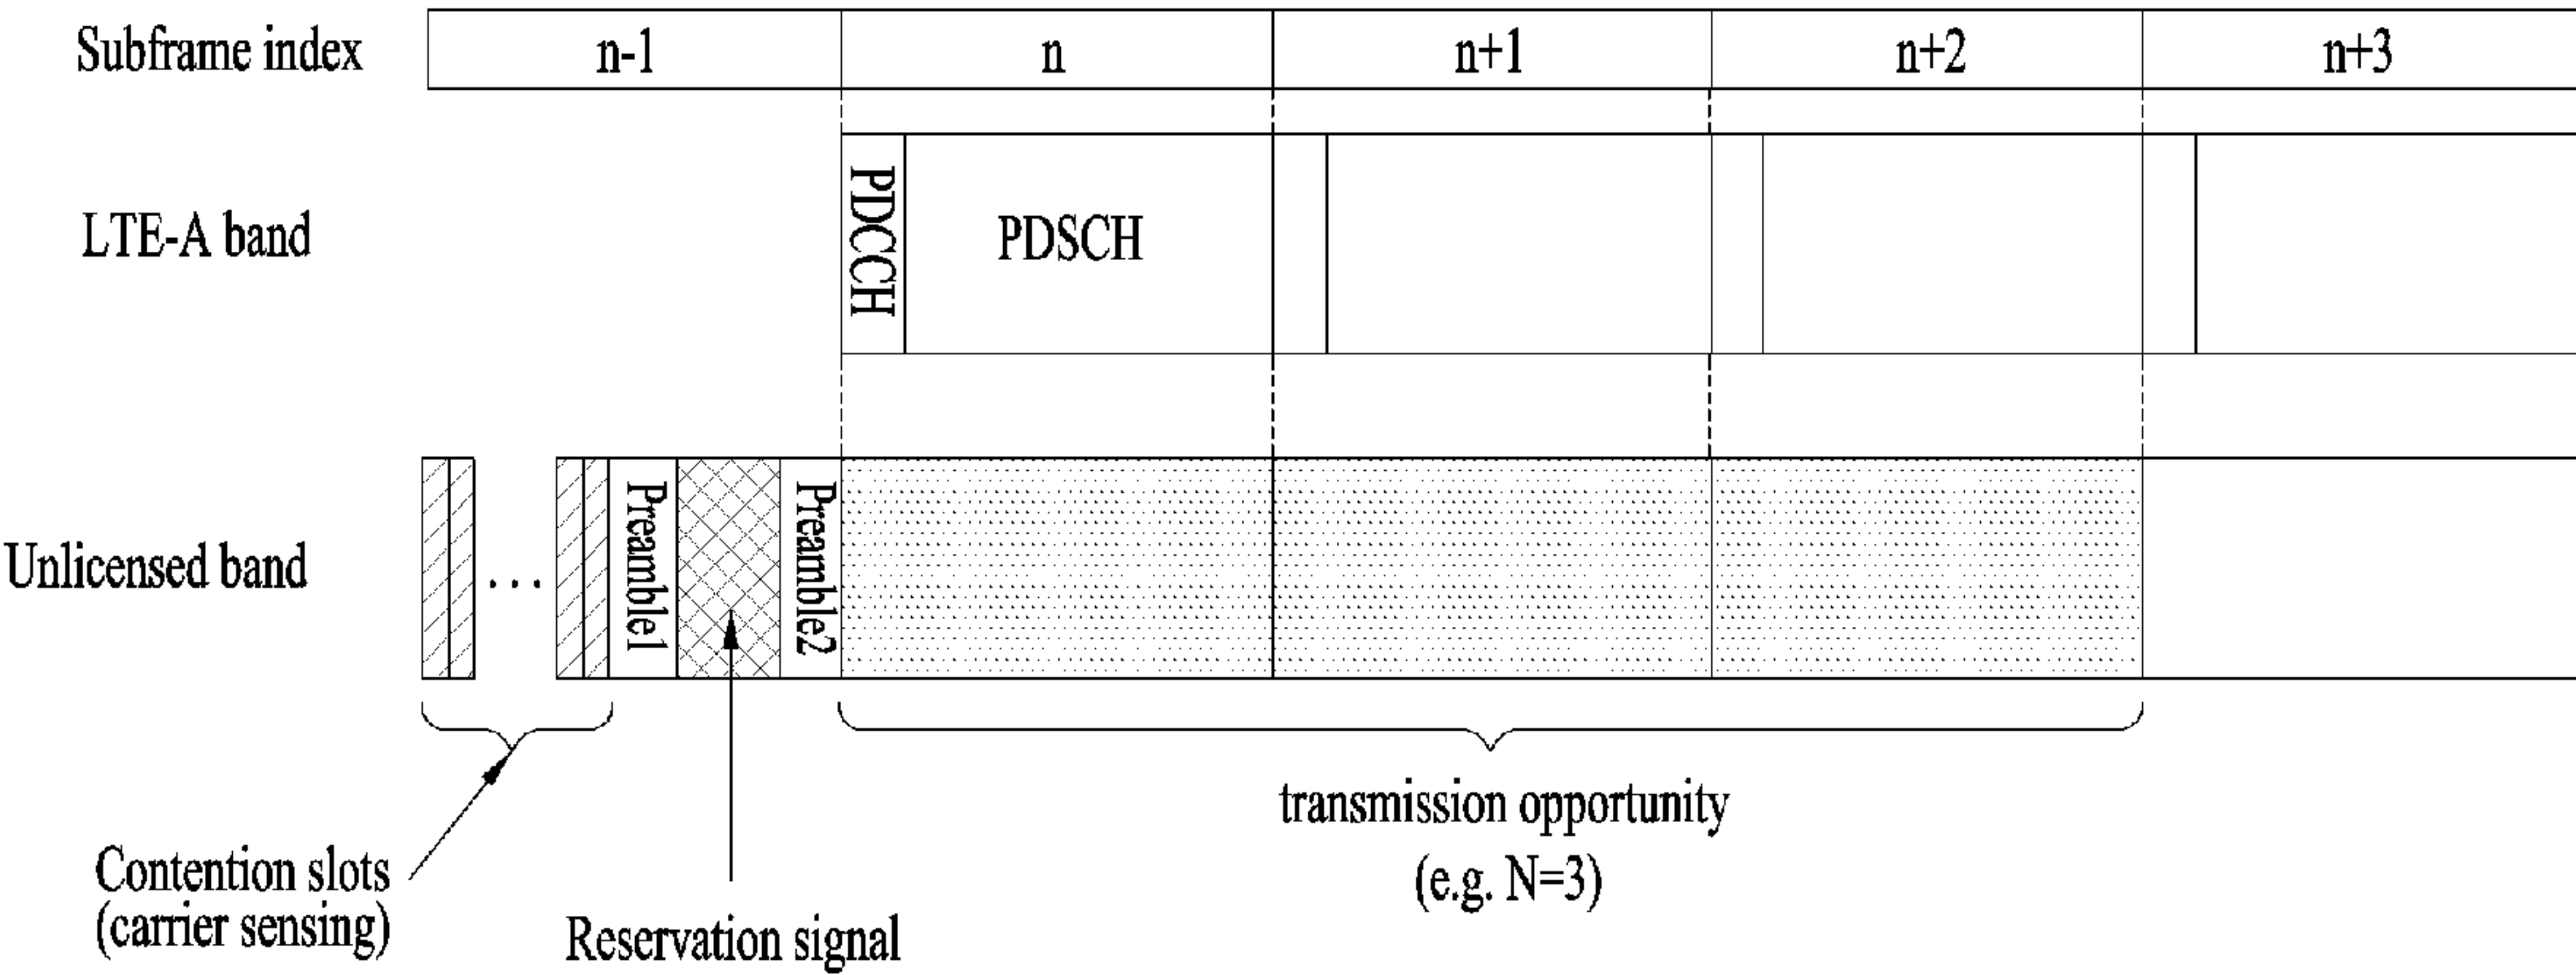 Subframe index
n-1
n
n+1
n+2
n+3
LTE-A band
PDCCH
PDSCH
Unlicensed band
...
Preamble1
Preamble2
transmission opportunity
(e.g. N=3)
Contention slots
(carrier sensing)
Reservation signal